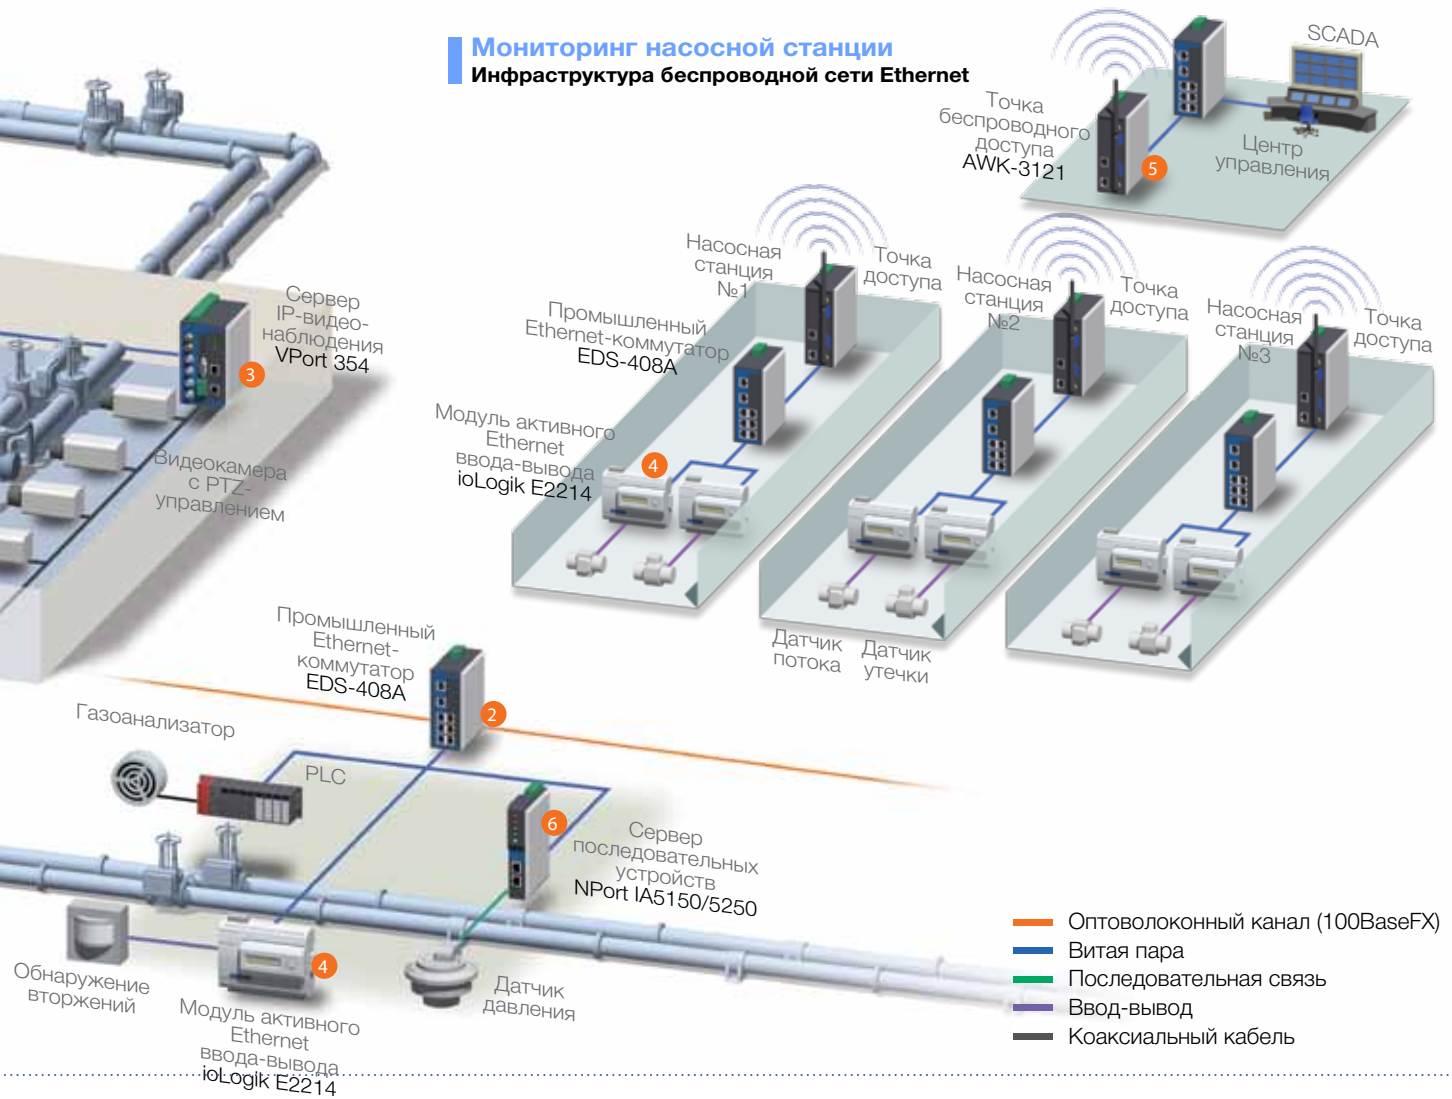 Мониторинг насосной станции
Инфраструктура беспроводной сети Ethernet
SCADA
Точка
беспроводного
доступа
AWK-3121
5
Центр
управления
Насосная
станция
№1
Точка
доступа
Насосная
станция
№2
Точка
доступа
Насосная
станция
№3
Точка
доступа
Промышленный
Ethernet-коммутатор
EDS-408A
Модуль активного
Ethernet
ввода-вывода
ioLogik E2214
4
Датчик
потока
Датчик
утечки
Сервер
IP-видео-
наблюдения
VPort 354
3
Видеокамера
с PTZ-
управлением
Промышленный
Ethernet-
коммутатор
EDS-408A
2
Газоанализатор
PLC
6
Сервер
последовательных
устройств
NPort IA5150/5250
Обнаружение
вторжений
4
Модуль активного
Ethernet
ввода-вывода
ioLogik E2214
Датчик
давления
Оптоволоконный канал (100BaseFX)
Витая пара
Последовательная связь
Ввод-вывод
Коаксиальный кабель